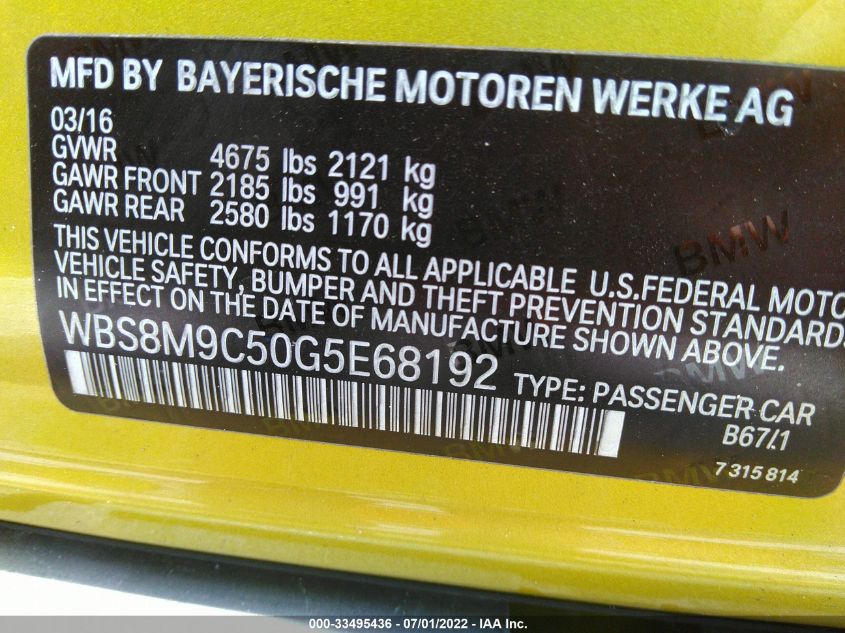 MFD BY BAYERISCHE MOTOREN WERKE AG
03/16
GVWR 4675 lbs 2121 kg
GAWR FRONT 2185 lbs 991 kg
GAWR REAR 2580 lbs 1170 kg
THIS VEHICLE CONFORMS TO ALL APPLICABLE U.S.FEDERAL MOTO
VEHICLE SAFETY, BUMPER AND THEFT PREVENTION STANDARDS
IN EFFECT ON THE DATE OF MANUFACTURE SHOWN ABOVE.
WBS8M9C50G5E68192 TYPE: PASSENGER CAR
B67/1
7 315 814
BMW
000-33495436 - 07/01/2022 - IAA Inc.